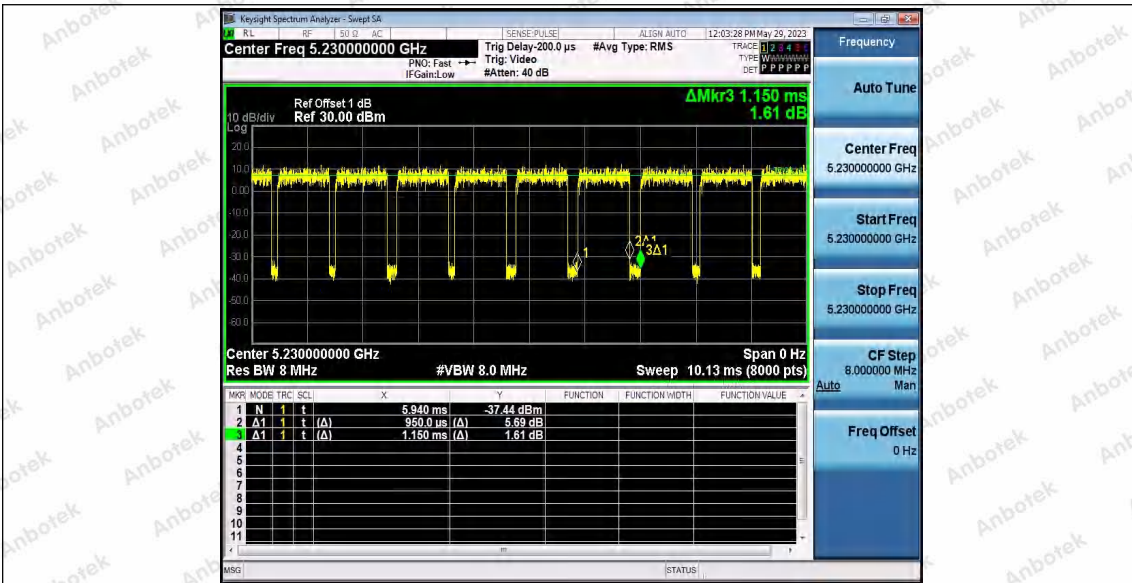 Keysight Spectrum Analyzer - Swept SA
RL RF 50 Ω AC SENSE:PULSE ALIGN AUTO 12:03:28 PM May 29, 2023
Center Freq 5.230000000 GHz
PNO: Fast
IFGain:Low
Trig Delay-200.0 µs
Trig: Video
#Atten: 40 dB
#Avg Type: RMS
TRACE 1 2 3 4 5 6
TYPE WWWWWW
DET P P P P P P
Frequency
Auto Tune
Center Freq
5.230000000 GHz
Start Freq
5.230000000 GHz
Stop Freq
5.230000000 GHz
CF Step
8.000000 MHz
Auto Man
Freq Offset
0 Hz
ΔMkr3 1.150 ms
1.61 dB
Ref Offset 1 dB
10 dB/div Ref 30.00 dBm
Log
20.0
10.0
0.00
-10.0
-20.0
-30.0
-40.0
-50.0
-60.0
1
2Δ1
3Δ1
Center 5.230000000 GHz Span 0 Hz
Res BW 8 MHz #VBW 8.0 MHz Sweep 10.13 ms (8000 pts)
MKR MODE TRC SCL X Y FUNCTION FUNCTION WIDTH FUNCTION VALUE
1 N 1 t 5.940 ms -37.44 dBm
2 Δ1 1 t (Δ) 950.0 µs (Δ) 5.69 dB
3 Δ1 1 t (Δ) 1.150 ms (Δ) 1.61 dB
4
5
6
7
8
9
10
11
MSG STATUS
Anbotek